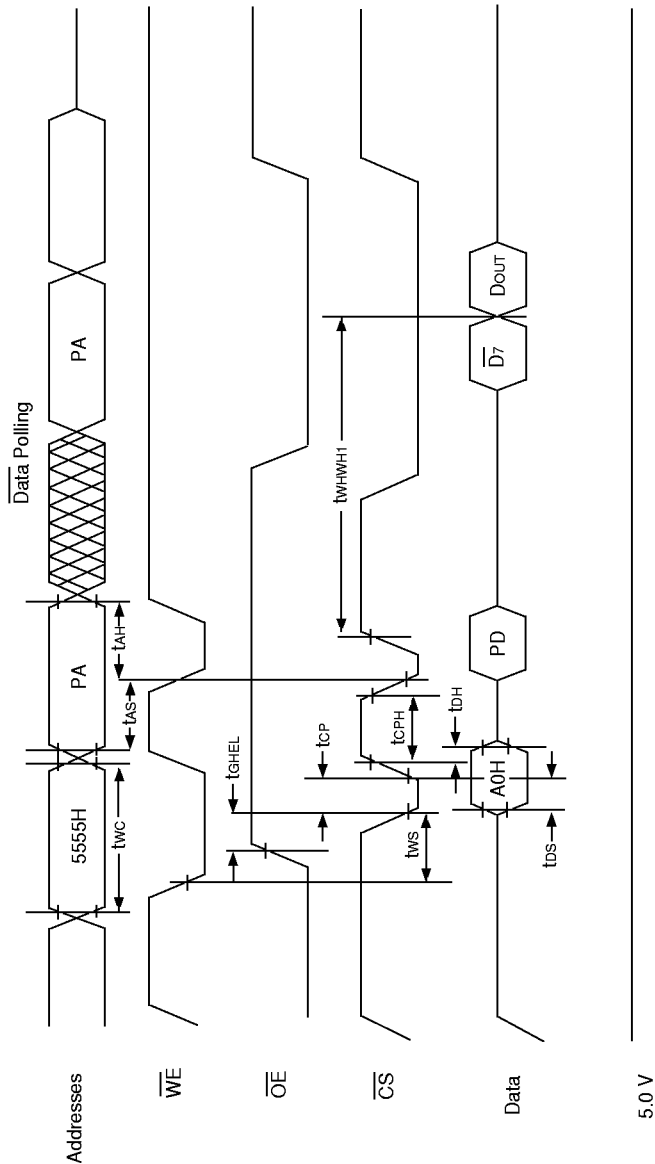 Data Polling
Addresses
5555H
PA
PA
tWC
tAS
tAH
WE
OE
tGHEL
CS
tWS
tCP
tCPH
tWHWH1
tDH
Data
A0H
PD
D7
DOUT
tDS
5.0 V